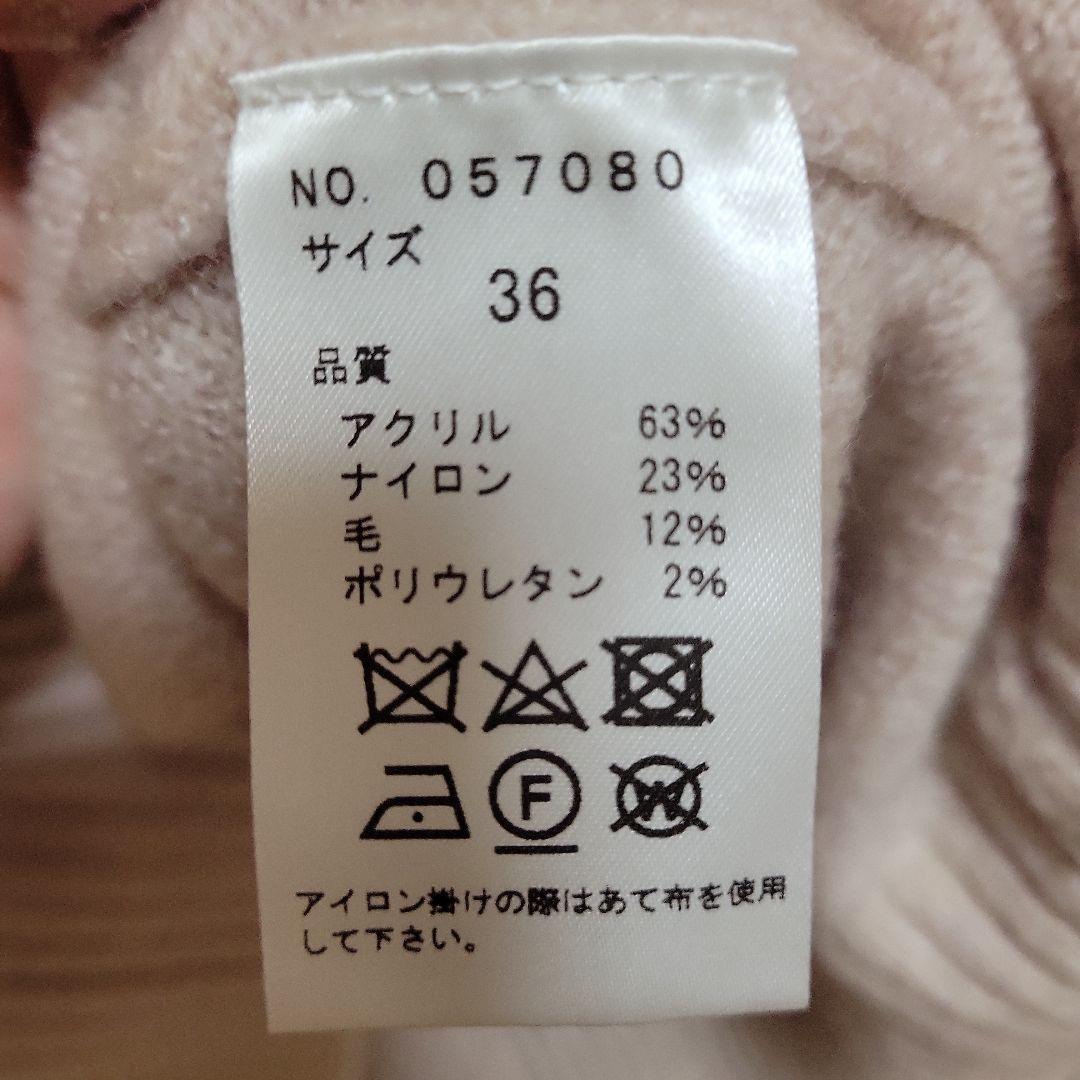 NO. 057080
サイズ
36
品質
アクリル 63%
ナイロン 23%
毛 12%
ポリウレタン 2%
F
W
アイロン掛けの際はあて布を使用
して下さい。